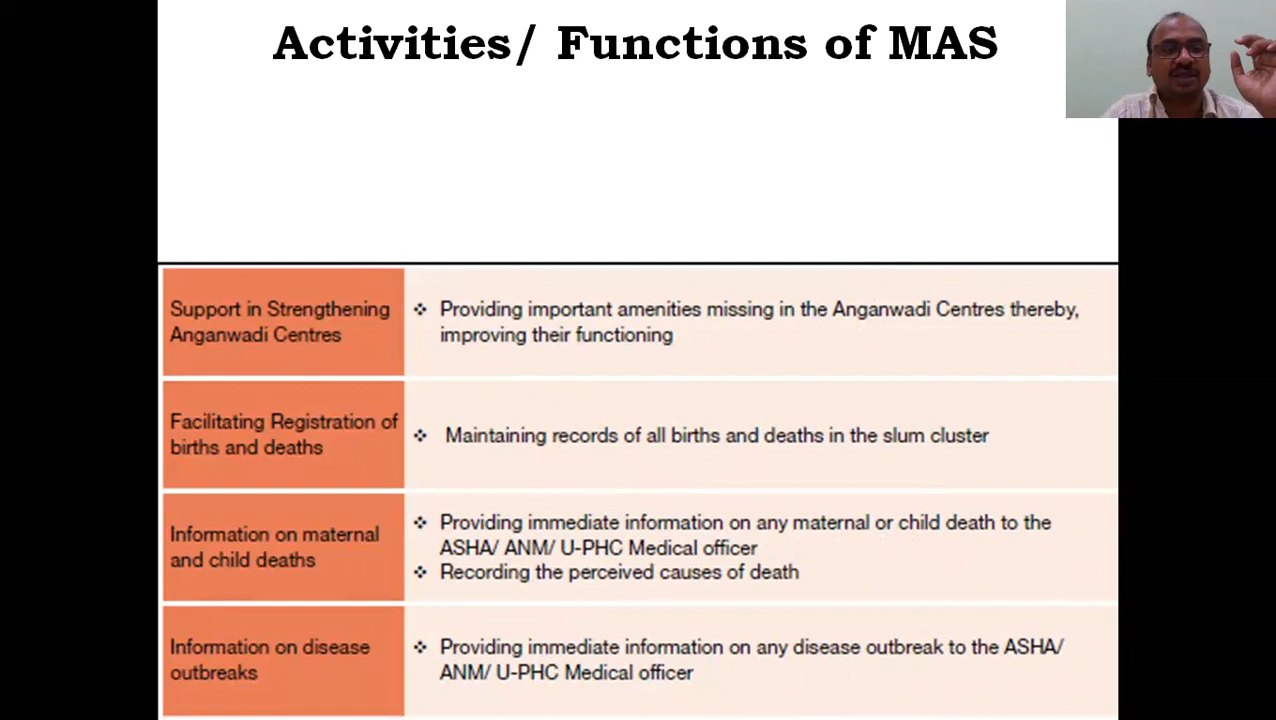 Activities/ Functions of MAS
Support in Strengthening
Anganwadi Centres
❖ Providing important amenities missing in the Anganwadi Centres thereby,
improving their functioning
Facilitating Registration of
births and deaths
❖ Maintaining records of all births and deaths in the slum cluster
Information on maternal
and child deaths
❖ Providing immediate information on any maternal or child death to the
ASHA/ ANM/ U-PHC Medical officer
❖ Recording the perceived causes of death
Information on disease
outbreaks
❖ Providing immediate information on any disease outbreak to the ASHA/
ANM/ U-PHC Medical officer